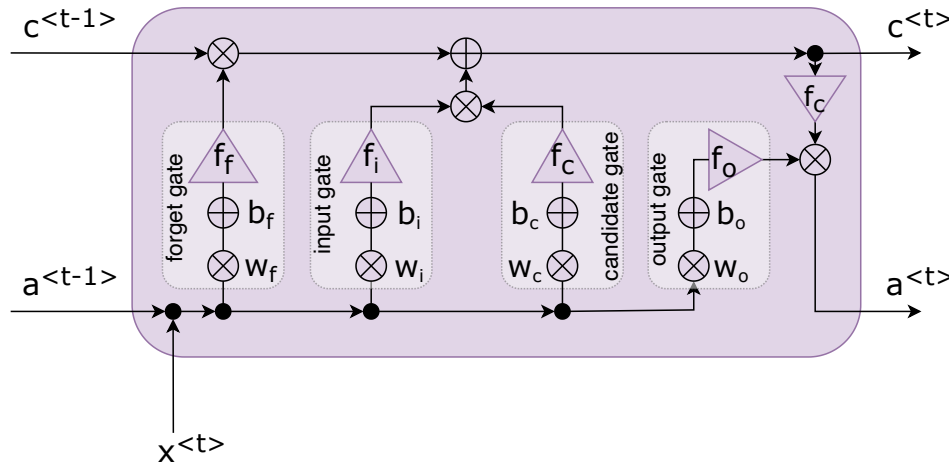 c<t-1>
c<t>
f_c
forget gate
f_f
b_f
w_f
input gate
f_i
b_i
w_i
f_c
b_c
w_c
candidate gate
output gate
f_o
b_o
w_o
a<t-1>
a<t>
x<t>